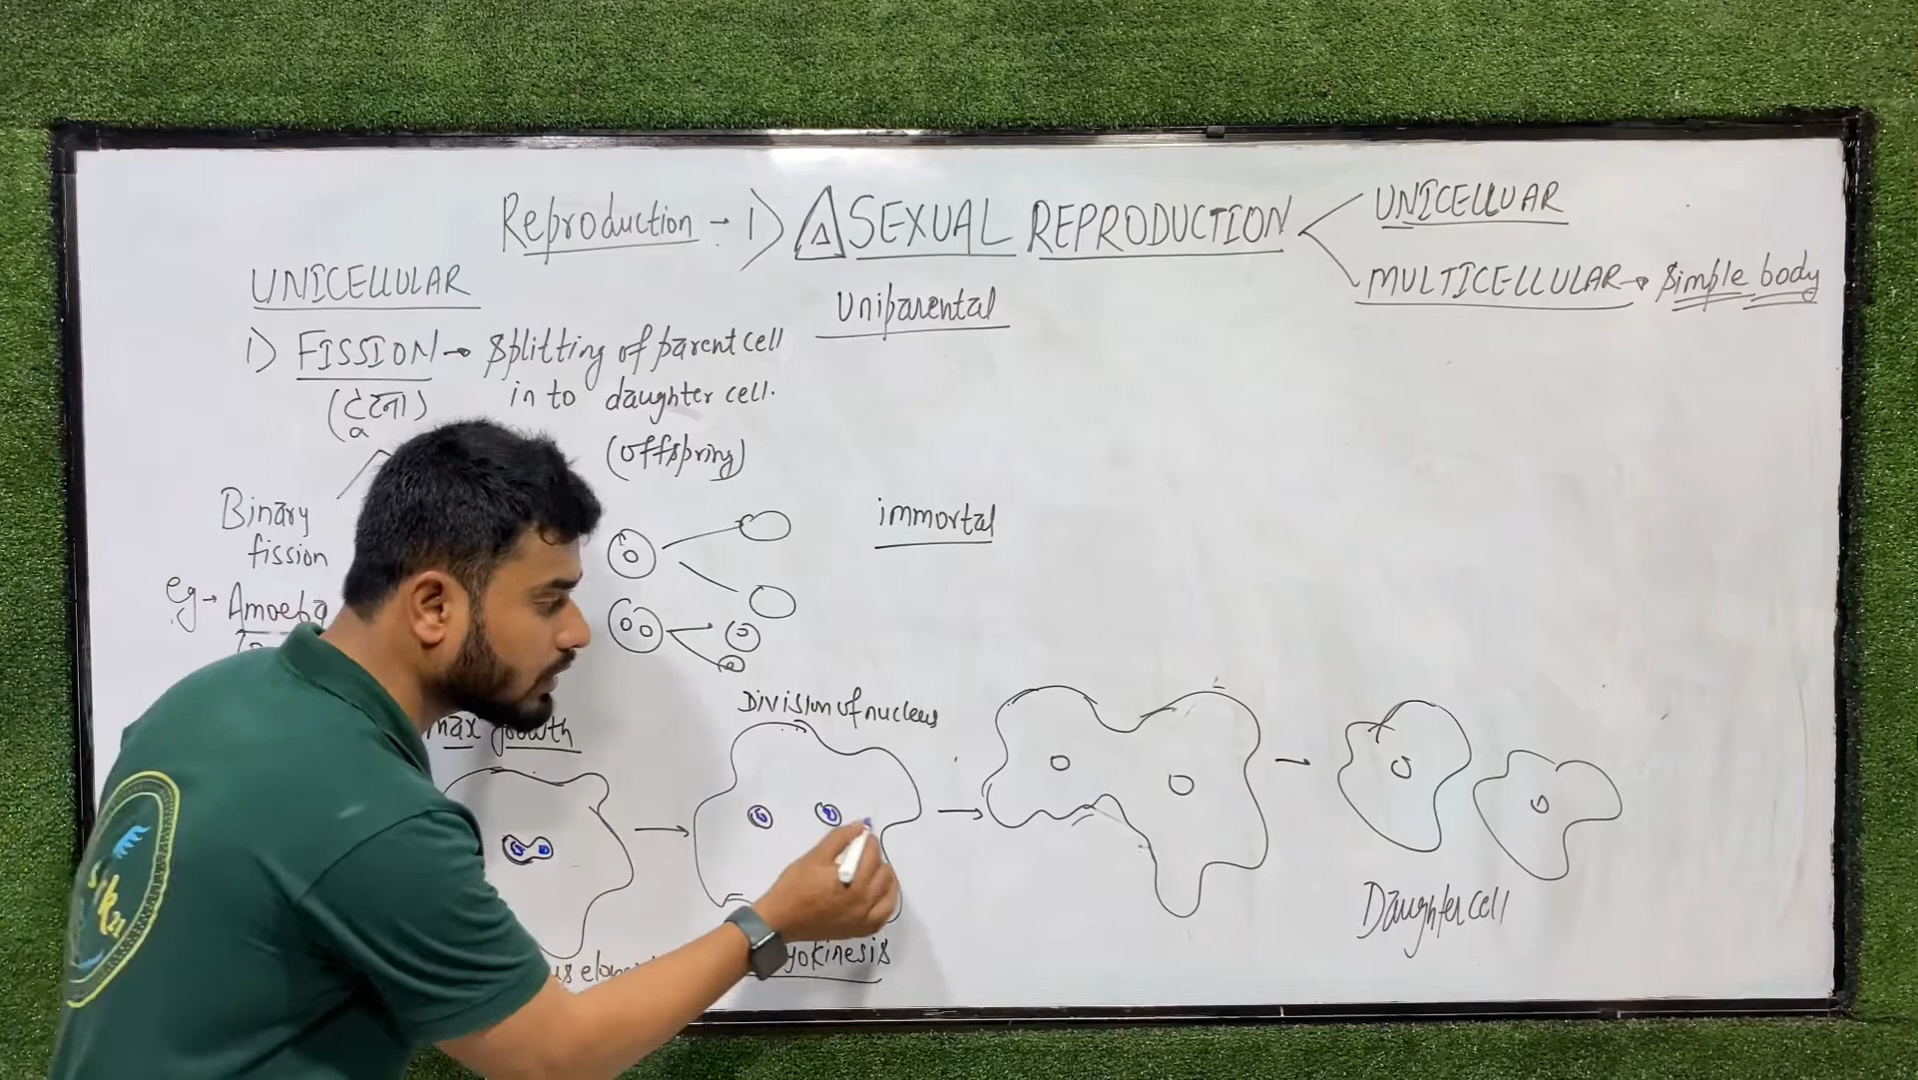 Reproduction - 1) ASEXUAL REPRODUCTION
UNICELLULAR
MULTICELLULAR → Simple body
Uniparental
UNICELLULAR
1) FISSION → Splitting of parent cell
in to daughter cell.
(offspring)
Binary
fission
eg → Amoeba
immortal
max growth
Division of nucleus
Daughter cell